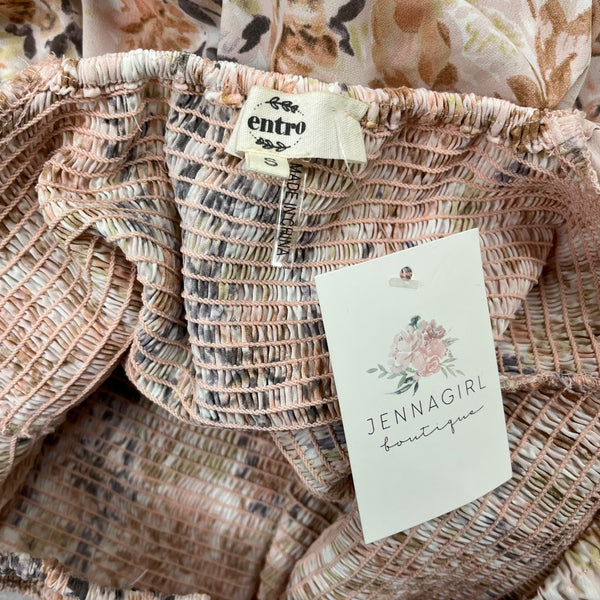 entro
S
MADE IN CHINA
JENNAGIRL
boutique